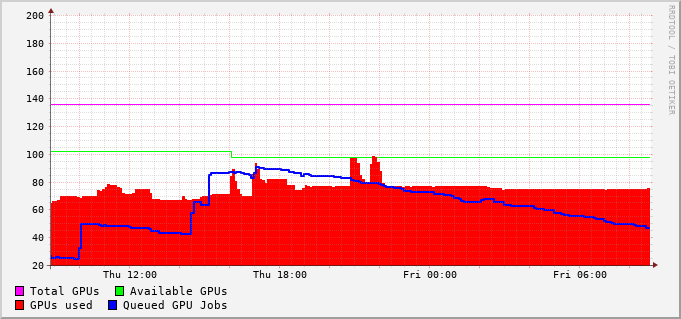 200
180
160
140
120
100
80
60
40
20
Thu 12:00 Thu 18:00 Fri 00:00 Fri 06:00
Total GPUs Available GPUs
GPUs used Queued GPU Jobs
RRDTOOL / TOBI OETIKER